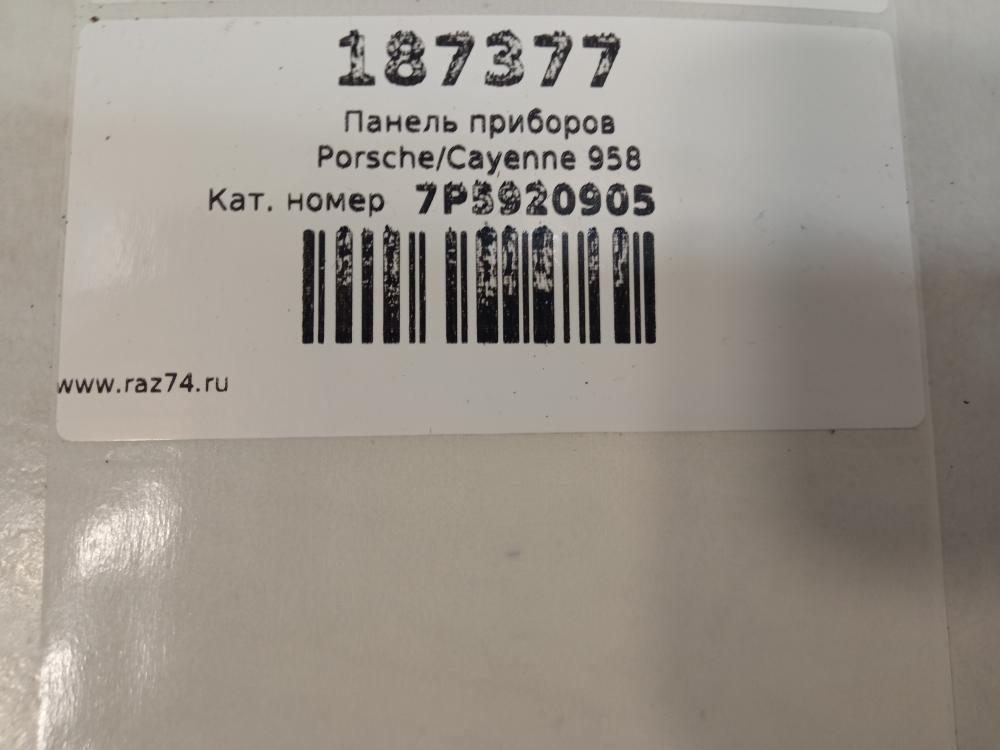 187377
Панель приборов
Porsche/Cayenne 958
Кат. номер 7P5920905
www.raz74.ru